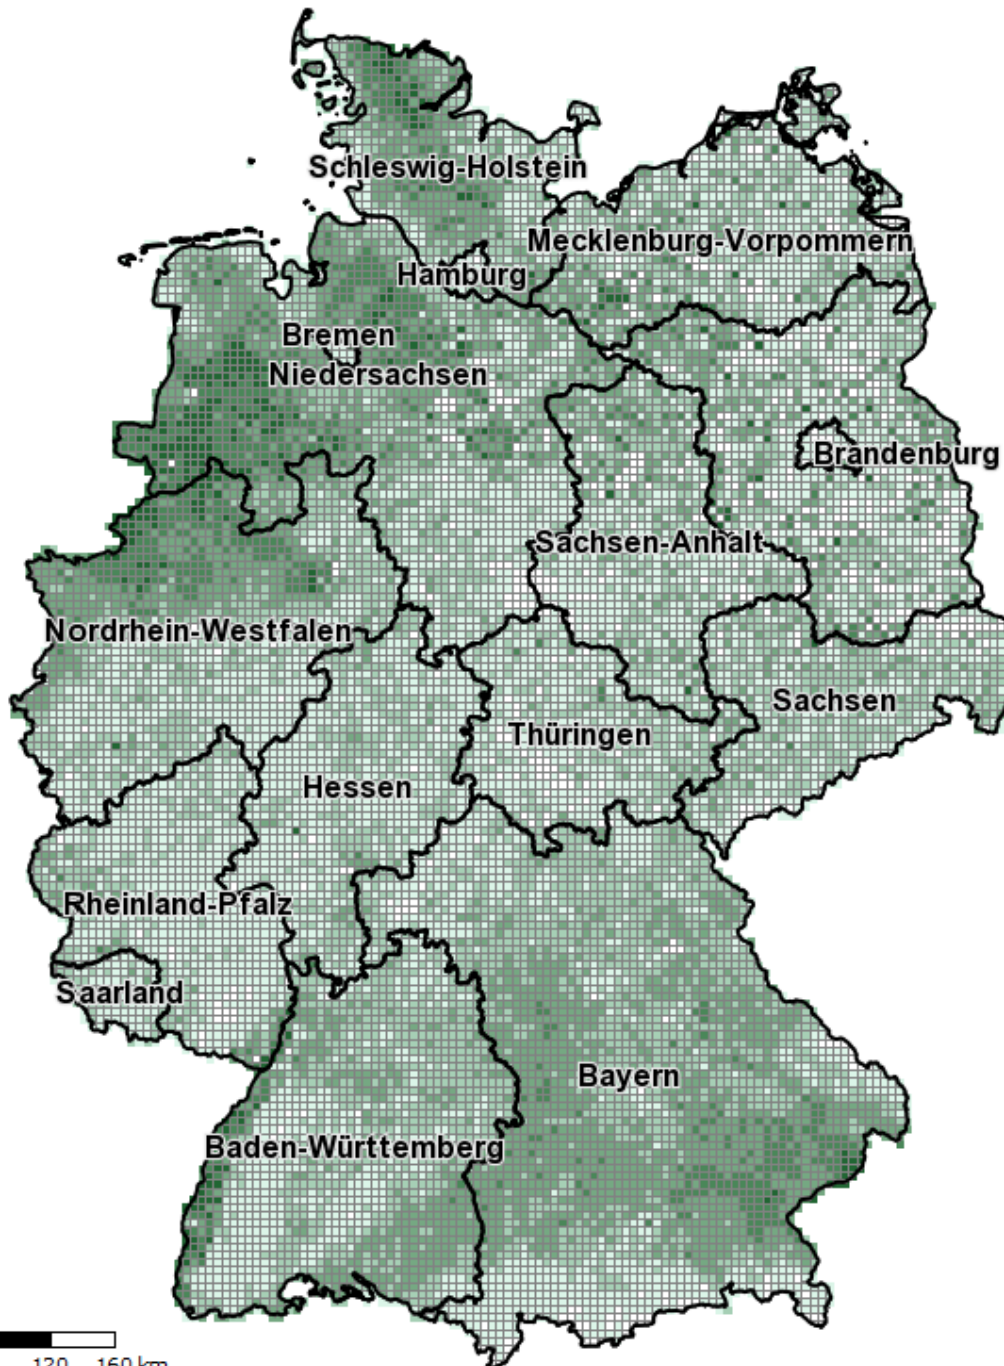 Schleswig-Holstein
Mecklenburg-Vorpommern
Hamburg
Bremen
Niedersachsen
Brandenburg
Sachsen-Anhalt
Nordrhein-Westfalen
Sachsen
Thüringen
Hessen
Rheinland-Pfalz
Saarland
Bayern
Baden-Württemberg
120 160 km